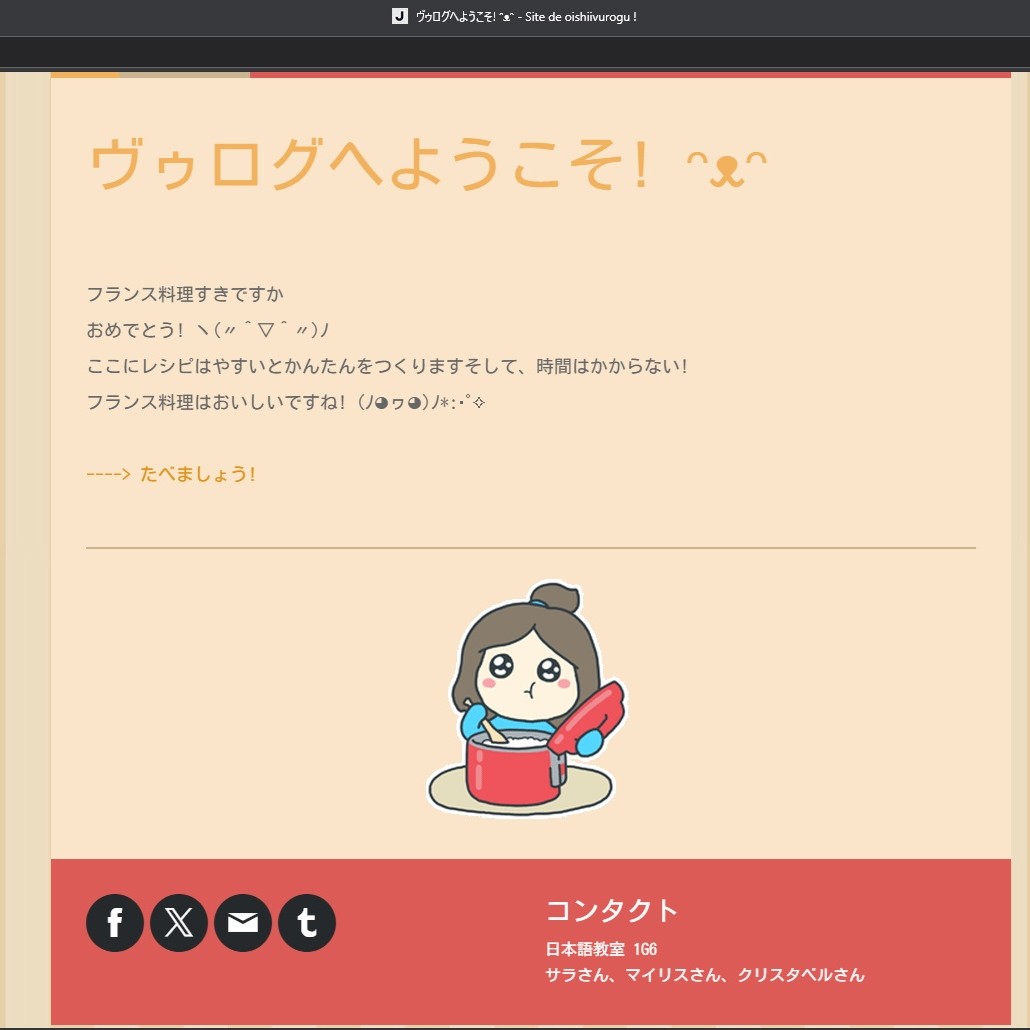 ヴゥログへようこそ! ᵔᴥᵔ - Site de oishiivurogu !
ヴゥログへようこそ! ᵔᴥᵔ
フランス料理すきですか
おめでとう! ヽ(〃＾▽＾〃)ﾉ
ここにレシピはやすいとかんたんをつくりますそして、時間はかからない!
フランス料理はおいしいですね! (ﾉ◕ヮ◕)ﾉ*:･ﾟ✧
----> たべましょう!
コンタクト
日本語教室 1G6
サラさん、マイリスさん、クリスタベルさん